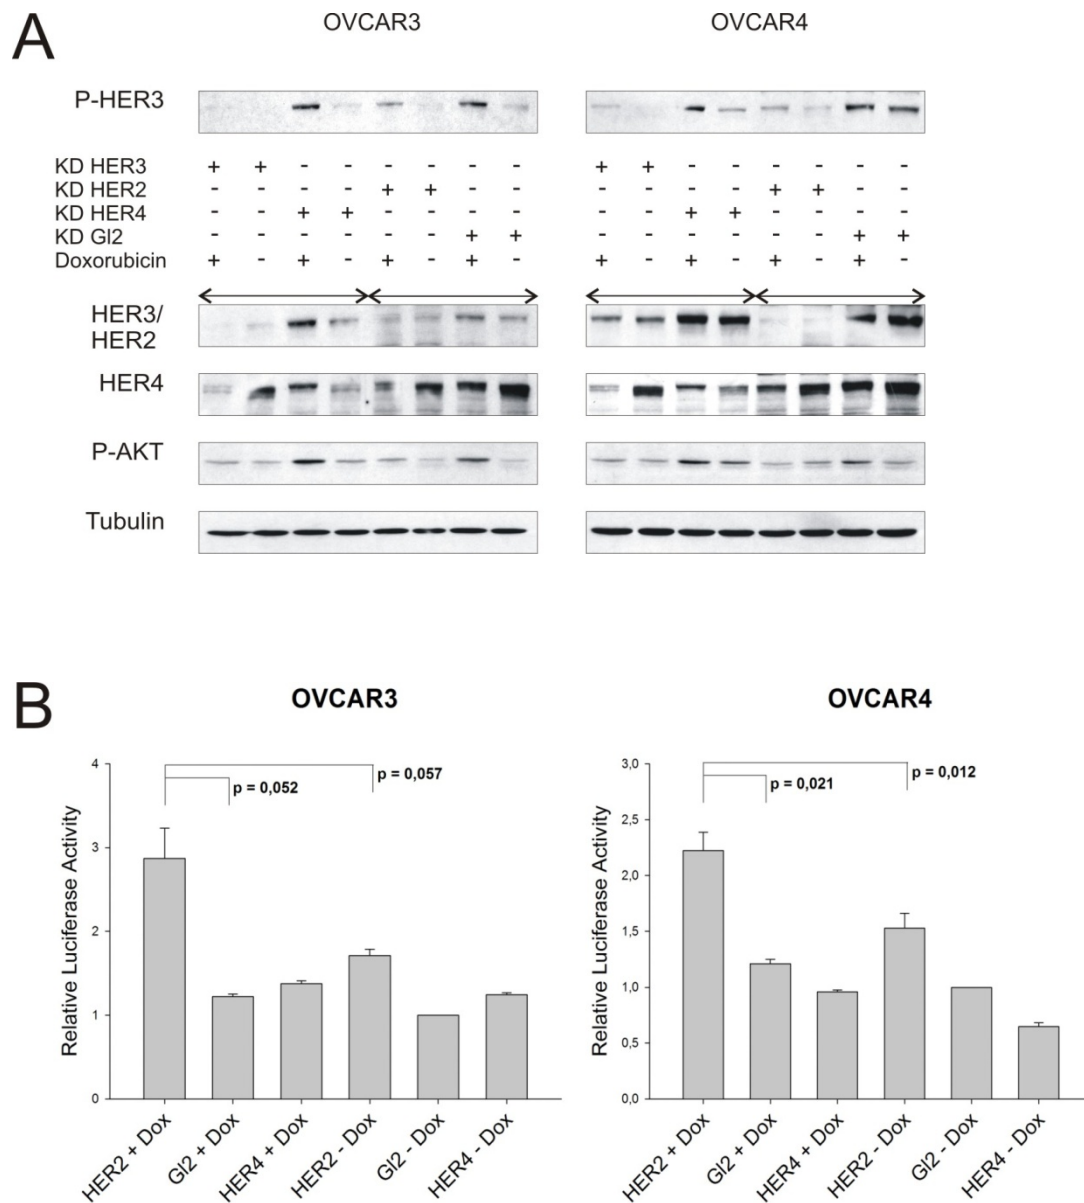 A
OVCAR3 OVCAR4
P-HER3
KD HER3 + + - - - - - - + + - - - - - -
KD HER2 - - - - + + - - - - - - + + - -
KD HER4 - - + + - - - - - - + + - - - -
KD Gl2 - - - - - - + + - - - - - - + +
Doxorubicin + - + - + - + - + - + - + - + -
HER3/
HER2
HER4
P-AKT
Tubulin
B
OVCAR3
Relative Luciferase Activity
4
3
2
1
0
p = 0,052
p = 0,057
HER2 + Dox
Gl2 + Dox
HER4 + Dox
HER2 - Dox
Gl2 - Dox
HER4 - Dox
OVCAR4
Relative Luciferase Activity
3,0
2,5
2,0
1,5
1,0
0,5
0,0
p = 0,021
p = 0,012
HER2 + Dox
Gl2 + Dox
HER4 + Dox
HER2 - Dox
Gl2 - Dox
HER4 - Dox